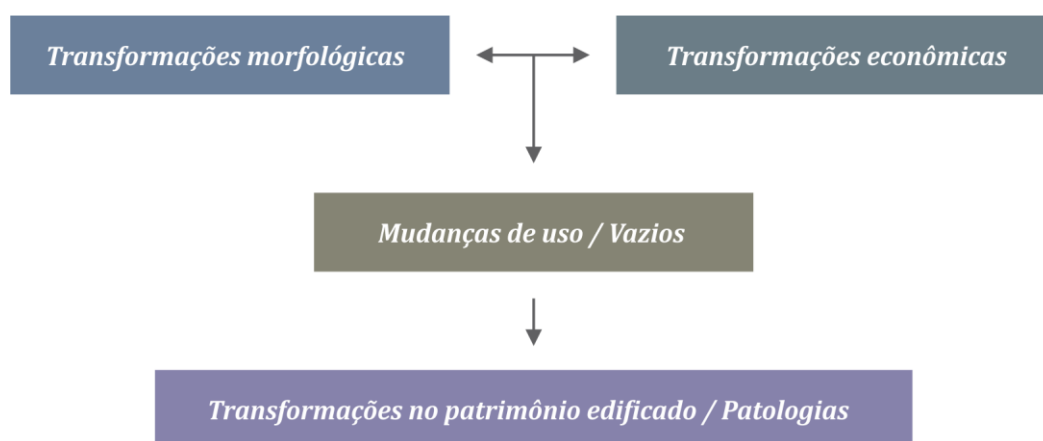 Transformações morfológicas
Transformações econômicas
Mudanças de uso / Vazios
Transformações no patrimônio edificado / Patologias